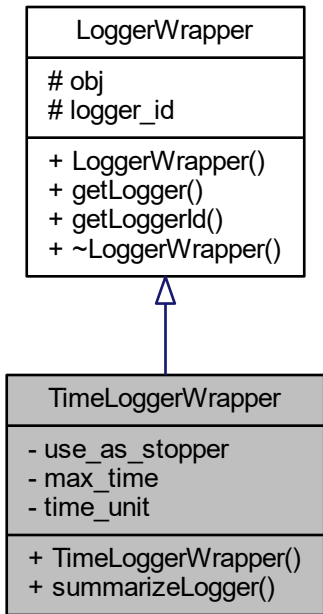 LoggerWrapper
# obj
# logger_id
+ LoggerWrapper()
+ getLogger()
+ getLoggerId()
+ ~LoggerWrapper()
TimeLoggerWrapper
- use_as_stopper
- max_time
- time_unit
+ TimeLoggerWrapper()
+ summarizeLogger()